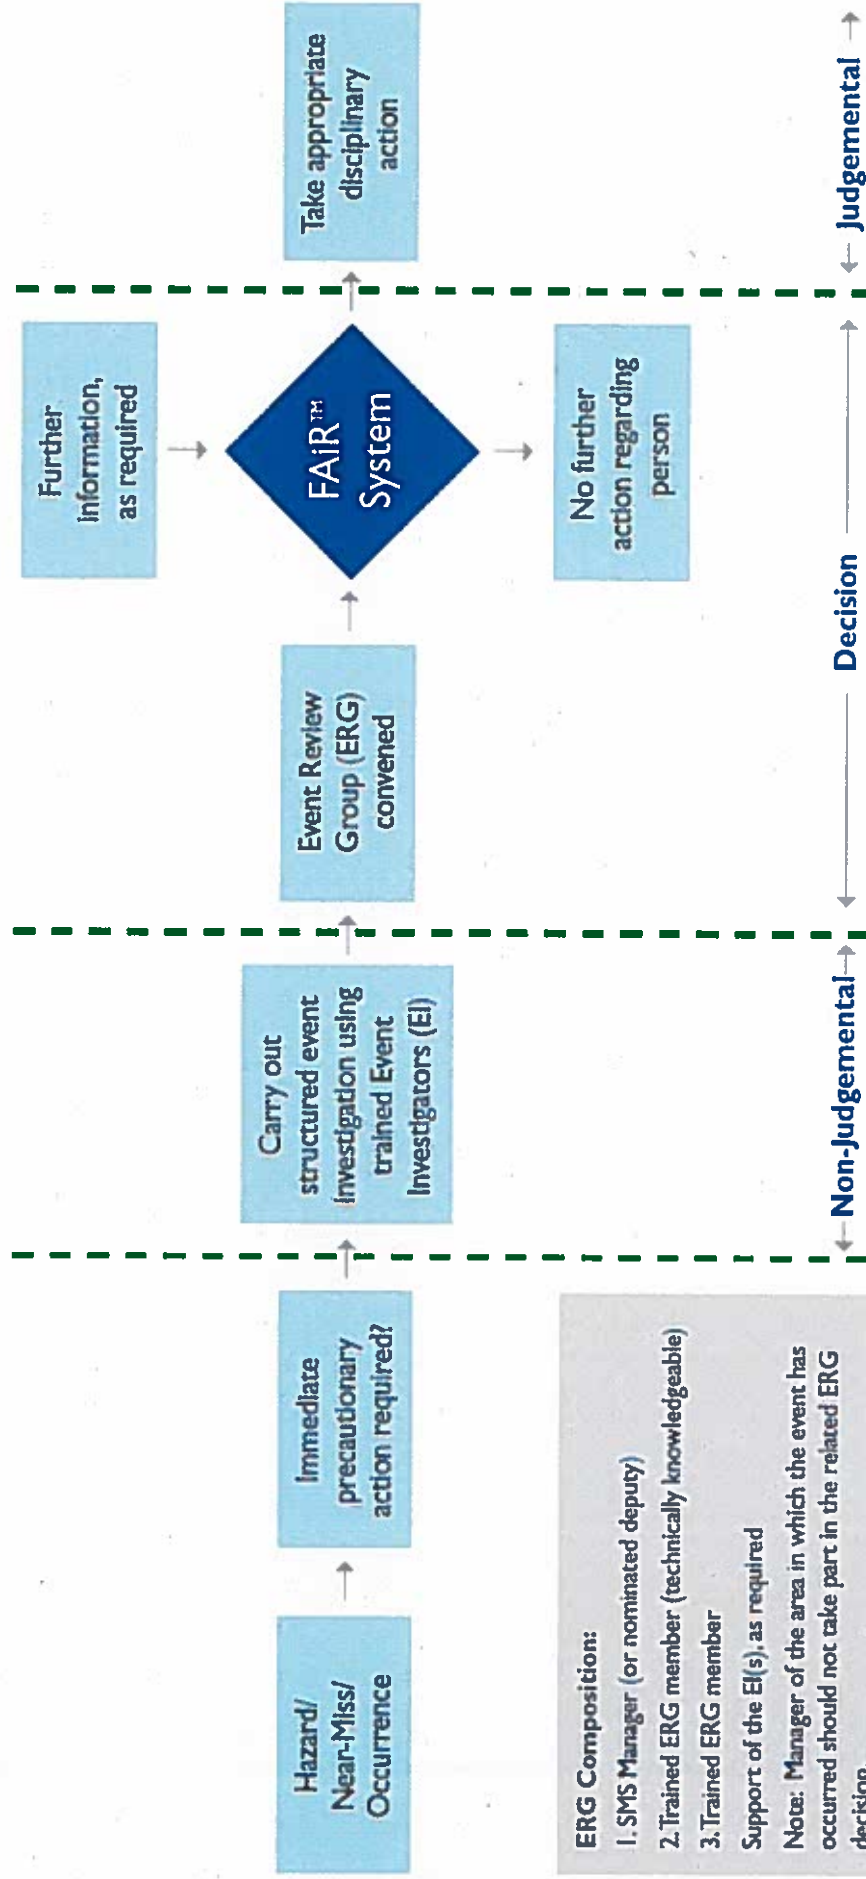 Hazard/
Near-Miss/
Occurrence
Immediate
precautionary
action required?
Carry out
structured event
investigation using
trained Event
Investigators (EI)
Event Review
Group (ERG)
convened
Further
information,
as required
FAiR™
System
No further
action regarding
person
Take appropriate
disciplinary
action
ERG Composition:
1. SMS Manager (or nominated deputy)
2. Trained ERG member (technically knowledgeable)
3. Trained ERG member
Support of the EI(s), as required
Note: Manager of the area in which the event has
occurred should not take part in the related ERG
decision.
Non-Judgemental
Decision
Judgemental